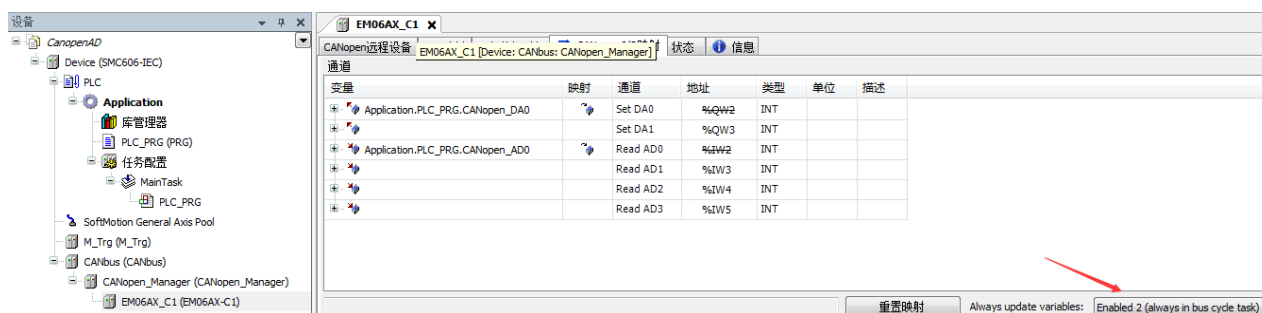 设备
CanopenAD
Device (SMC606-IEC)
PLC
Application
库管理器
PLC_PRG (PRG)
任务配置
MainTask
PLC_PRG
SoftMotion General Axis Pool
M_Trg (M_Trg)
CANbus (CANbus)
CANopen_Manager (CANopen_Manager)
EM06AX_C1 (EM06AX-C1)
EM06AX_C1
CANopen远程设备 状态 信息
EM06AX_C1 [Device: CANbus: CANopen_Manager]
通道
变量 映射 通道 地址 类型 单位 描述
Application.PLC_PRG.CANopen_DA0 Set DA0 %QW2 INT
Set DA1 %QW3 INT
Application.PLC_PRG.CANopen_AD0 Read AD0 %IW2 INT
Read AD1 %IW3 INT
Read AD2 %IW4 INT
Read AD3 %IW5 INT
重置映射 Always update variables: Enabled 2 (always in bus cycle task)